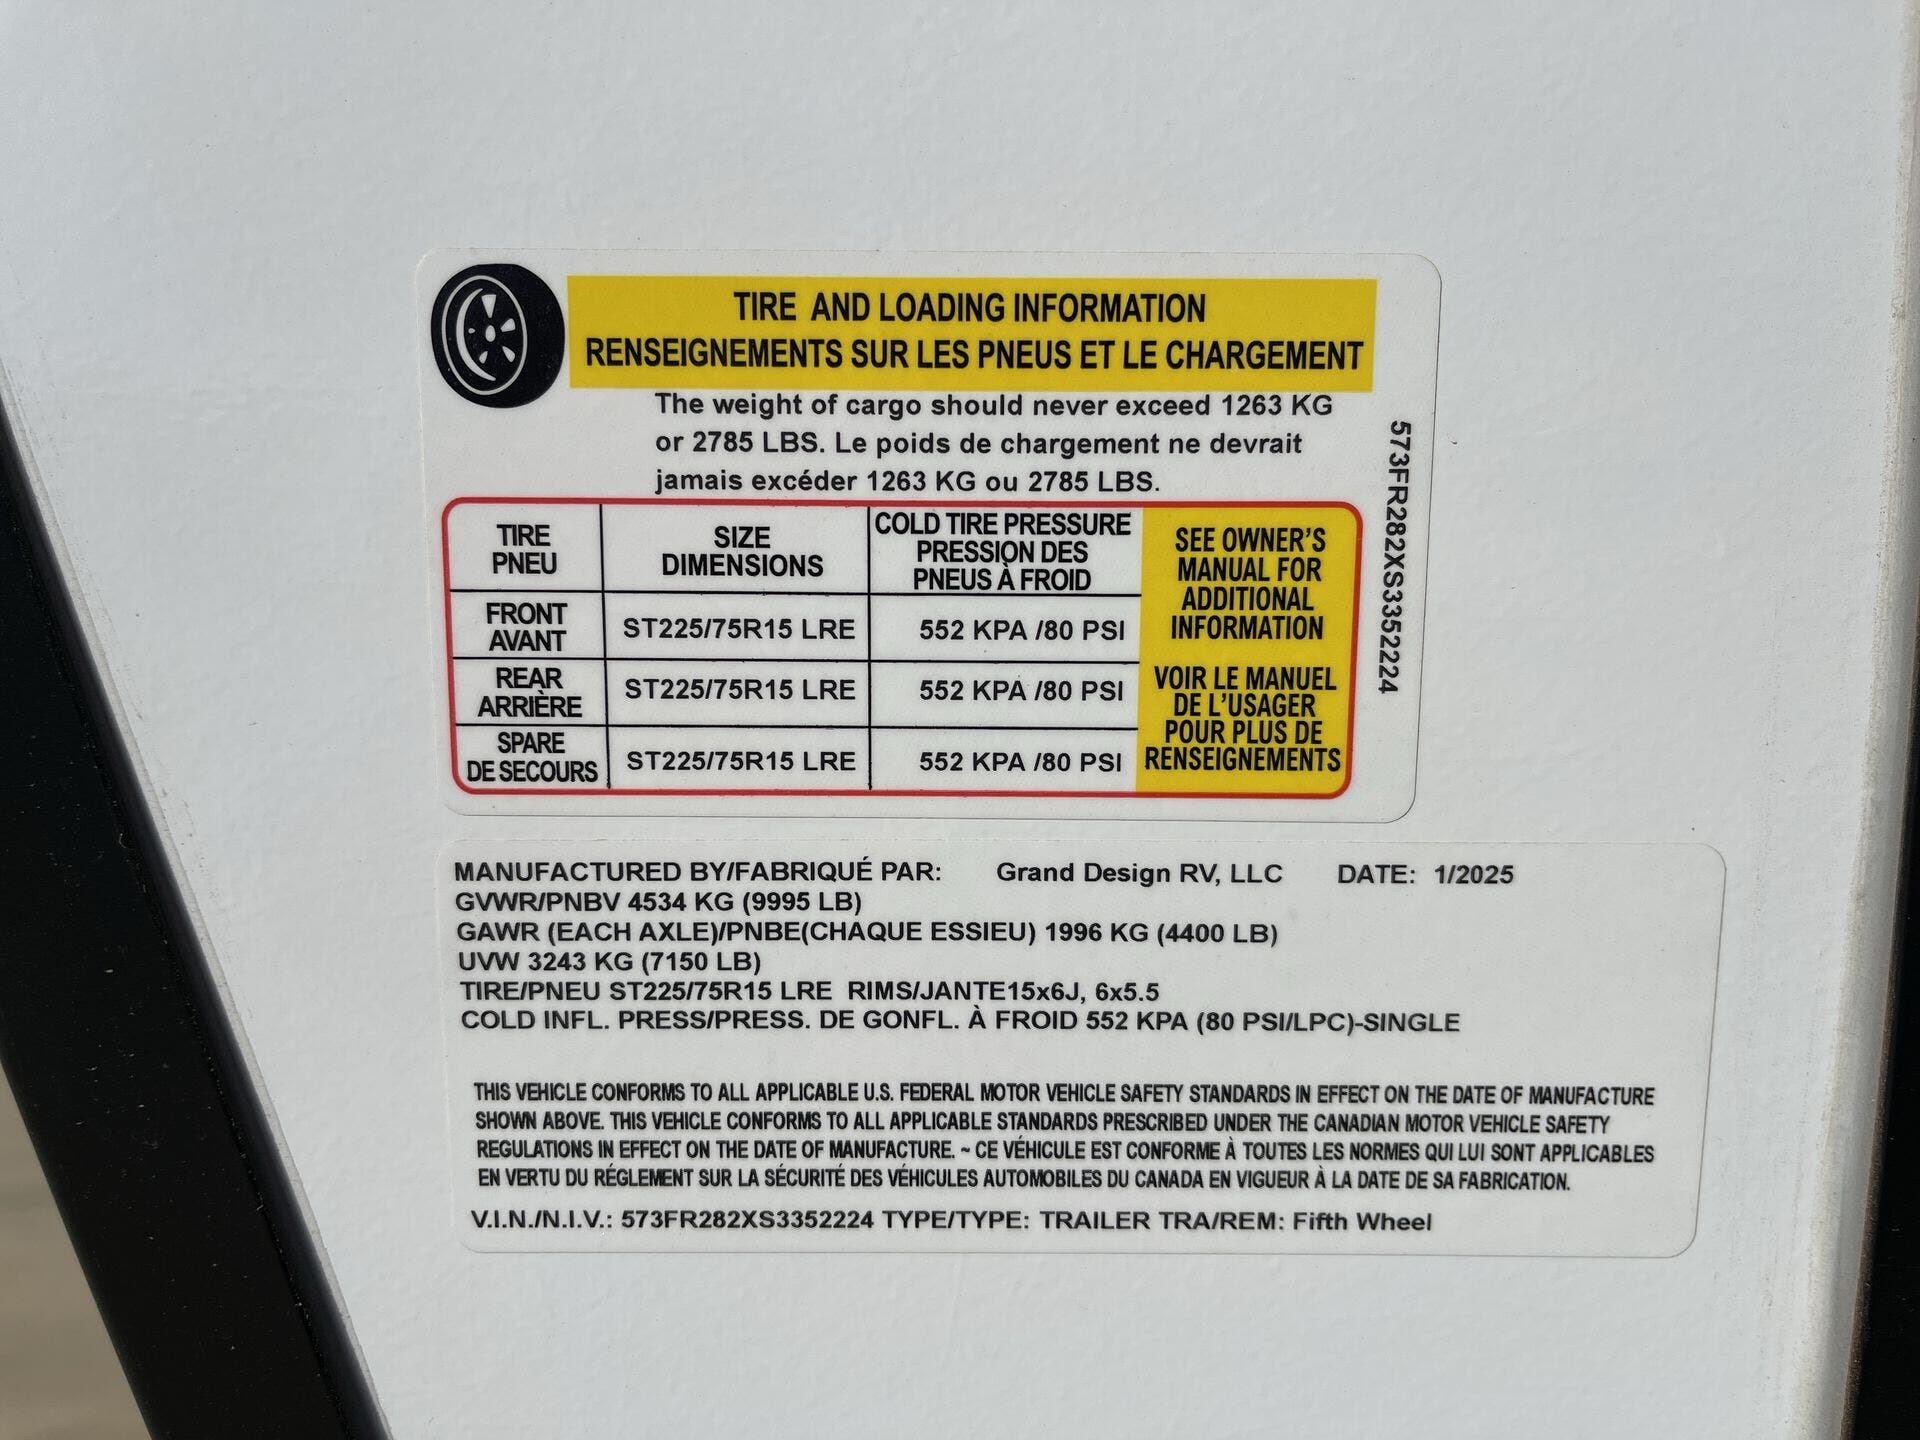 TIRE AND LOADING INFORMATION
RENSEIGNEMENTS SUR LES PNEUS ET LE CHARGEMENT
The weight of cargo should never exceed 1263 KG
or 2785 LBS. Le poids de chargement ne devrait
jamais excéder 1263 KG ou 2785 LBS.
TIRE
PNEU
SIZE
DIMENSIONS
COLD TIRE PRESSURE
PRESSION DES
PNEUS À FROID
FRONT
AVANT
ST225/75R15 LRE
552 KPA /80 PSI
REAR
ARRIÈRE
ST225/75R15 LRE
552 KPA /80 PSI
SPARE
DE SECOURS
ST225/75R15 LRE
552 KPA /80 PSI
SEE OWNER'S
MANUAL FOR
ADDITIONAL
INFORMATION
VOIR LE MANUEL
DE L'USAGER
POUR PLUS DE
RENSEIGNEMENTS
573FR282XS3352224
MANUFACTURED BY/FABRIQUÉ PAR: Grand Design RV, LLC DATE: 1/2025
GVWR/PNBV 4534 KG (9995 LB)
GAWR (EACH AXLE)/PNBE(CHAQUE ESSIEU) 1996 KG (4400 LB)
UVW 3243 KG (7150 LB)
TIRE/PNEU ST225/75R15 LRE RIMS/JANTE15x6J, 6x5.5
COLD INFL. PRESS/PRESS. DE GONFL. À FROID 552 KPA (80 PSI/LPC)-SINGLE
THIS VEHICLE CONFORMS TO ALL APPLICABLE U.S. FEDERAL MOTOR VEHICLE SAFETY STANDARDS IN EFFECT ON THE DATE OF MANUFACTURE
SHOWN ABOVE. THIS VEHICLE CONFORMS TO ALL APPLICABLE STANDARDS PRESCRIBED UNDER THE CANADIAN MOTOR VEHICLE SAFETY
REGULATIONS IN EFFECT ON THE DATE OF MANUFACTURE. ~ CE VÉHICULE EST CONFORME À TOUTES LES NORMES QUI LUI SONT APPLICABLES
EN VERTU DU RÉGLEMENT SUR LA SÉCURITÉ DES VÉHICULES AUTOMOBILES DU CANADA EN VIGUEUR À LA DATE DE SA FABRICATION.
V.I.N./N.I.V.: 573FR282XS3352224 TYPE/TYPE: TRAILER TRA/REM: Fifth Wheel